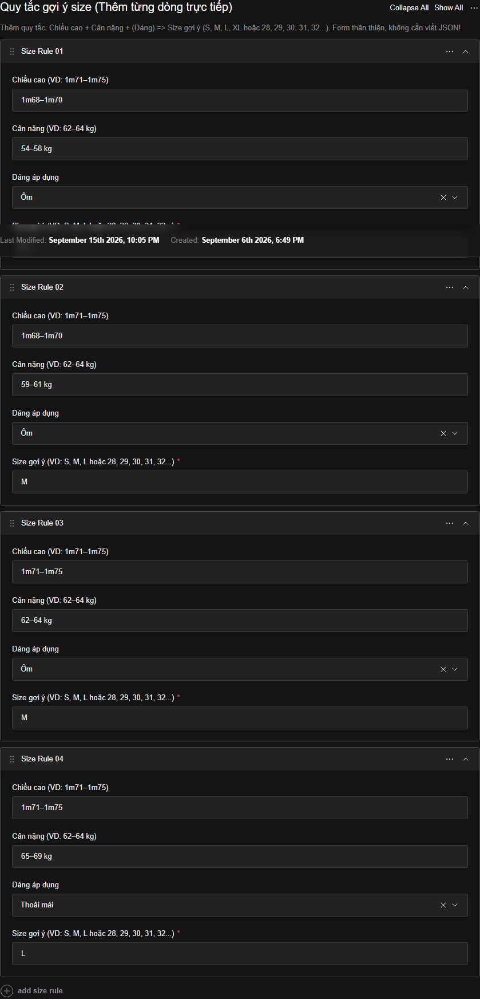 Quy tắc gợi ý size (Thêm từng dòng trực tiếp)
Collapse All Show All
Thêm quy tắc: Chiều cao + Cân nặng + (Dáng) => Size gợi ý (S, M, L, XL hoặc 28, 29, 30, 31, 32...). Form thân thiện, không cần viết JSON!
Size Rule 01
Chiều cao (VD: 1m71–1m75)
1m68–1m70
Cân nặng (VD: 62–64 kg)
54–58 kg
Dáng áp dụng
Ôm
Size gợi ý (VD: S, M, L hoặc 28, 29, 30, 31, 32...) *
Last Modified: September 15th 2026, 10:05 PM Created: September 6th 2026, 6:49 PM
Size Rule 02
Chiều cao (VD: 1m71–1m75)
1m68–1m70
Cân nặng (VD: 62–64 kg)
59–61 kg
Dáng áp dụng
Ôm
Size gợi ý (VD: S, M, L hoặc 28, 29, 30, 31, 32...) *
M
Size Rule 03
Chiều cao (VD: 1m71–1m75)
1m71–1m75
Cân nặng (VD: 62–64 kg)
62–64 kg
Dáng áp dụng
Ôm
Size gợi ý (VD: S, M, L hoặc 28, 29, 30, 31, 32...) *
M
Size Rule 04
Chiều cao (VD: 1m71–1m75)
1m71–1m75
Cân nặng (VD: 62–64 kg)
65–69 kg
Dáng áp dụng
Thoải mái
Size gợi ý (VD: S, M, L hoặc 28, 29, 30, 31, 32...) *
L
add size rule